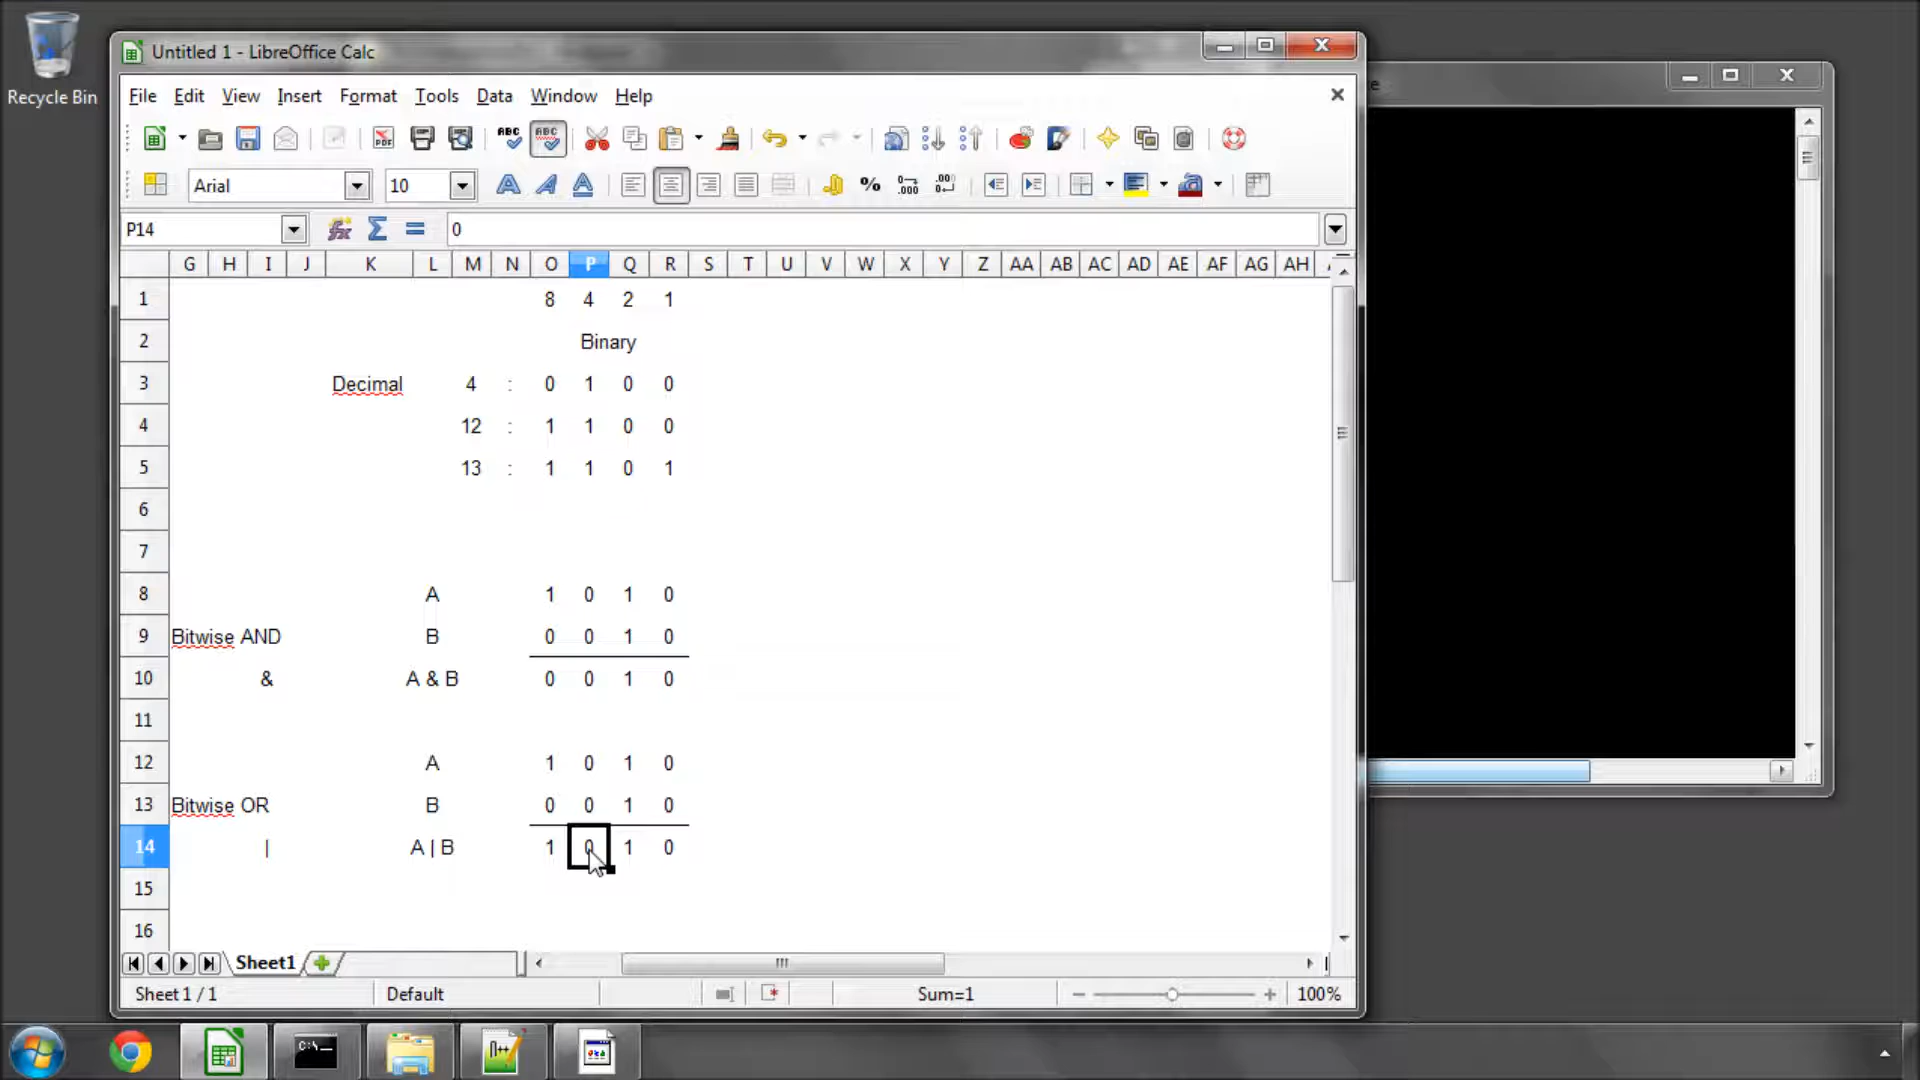 Recycle Bin
Untitled 1 - LibreOffice Calc
File Edit View Insert Format Tools Data Window Help
Arial 10
P14 0
G H I J K L M N O P Q R S T U V W X Y Z AA AB AC AD AE AF AG AH
1 8 4 2 1
2 Binary
3 Decimal 4 : 0 1 0 0
4 12 : 1 1 0 0
5 13 : 1 1 0 1
6
7
8 A 1 0 1 0
9 Bitwise AND B 0 0 1 0
10 & A & B 0 0 1 0
11
12 A 1 0 1 0
13 Bitwise OR B 0 0 1 0
14 | A | B 1 0 1 0
15
16
Sheet1
Sheet 1 / 1 Default Sum=1 100%